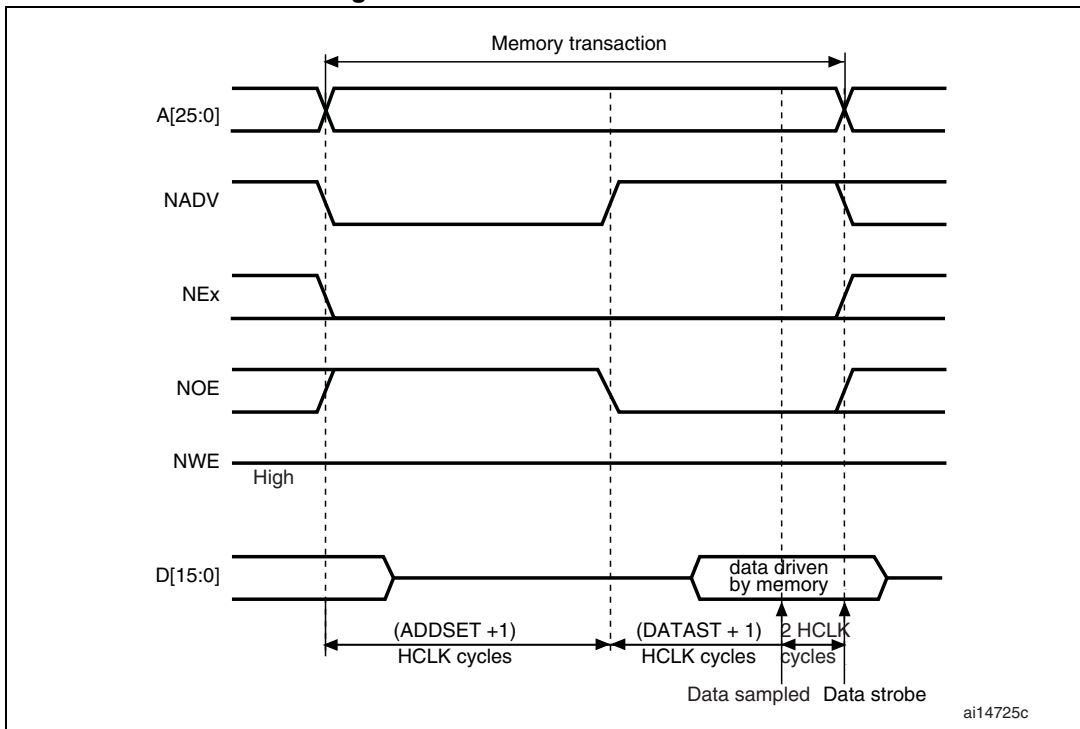 Memory transaction
A[25:0]
NADV
NEx
NOE
NWE
High
D[15:0]
data driven
by memory
(ADDSET +1)
HCLK cycles
(DATAST + 1)
HCLK cycles
2 HCLK
cycles
Data sampled
Data strobe
ai14725c